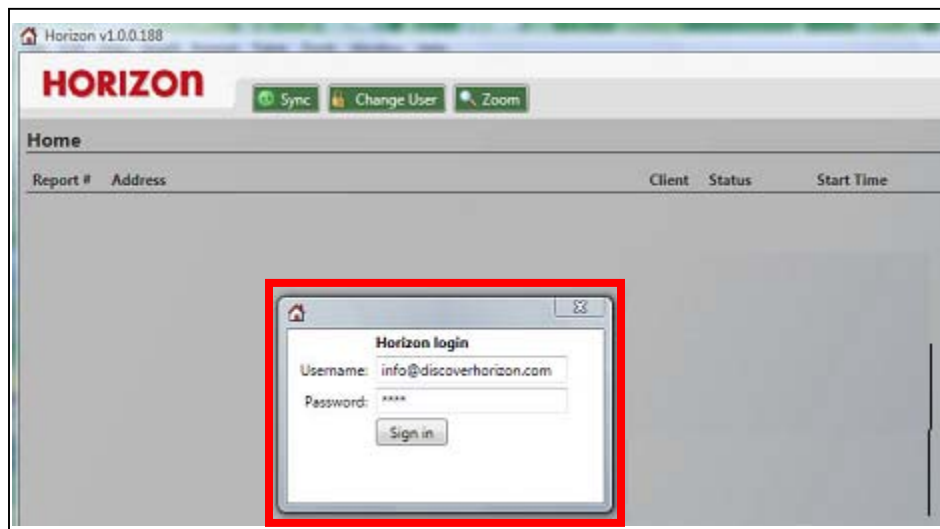 Horizon v1.0.0.188
HORIZON
Sync Change User Zoom
Home
Report # Address Client Status Start Time
Horizon login
Username: info@discoverhorizon.com
Password: ****
Sign in